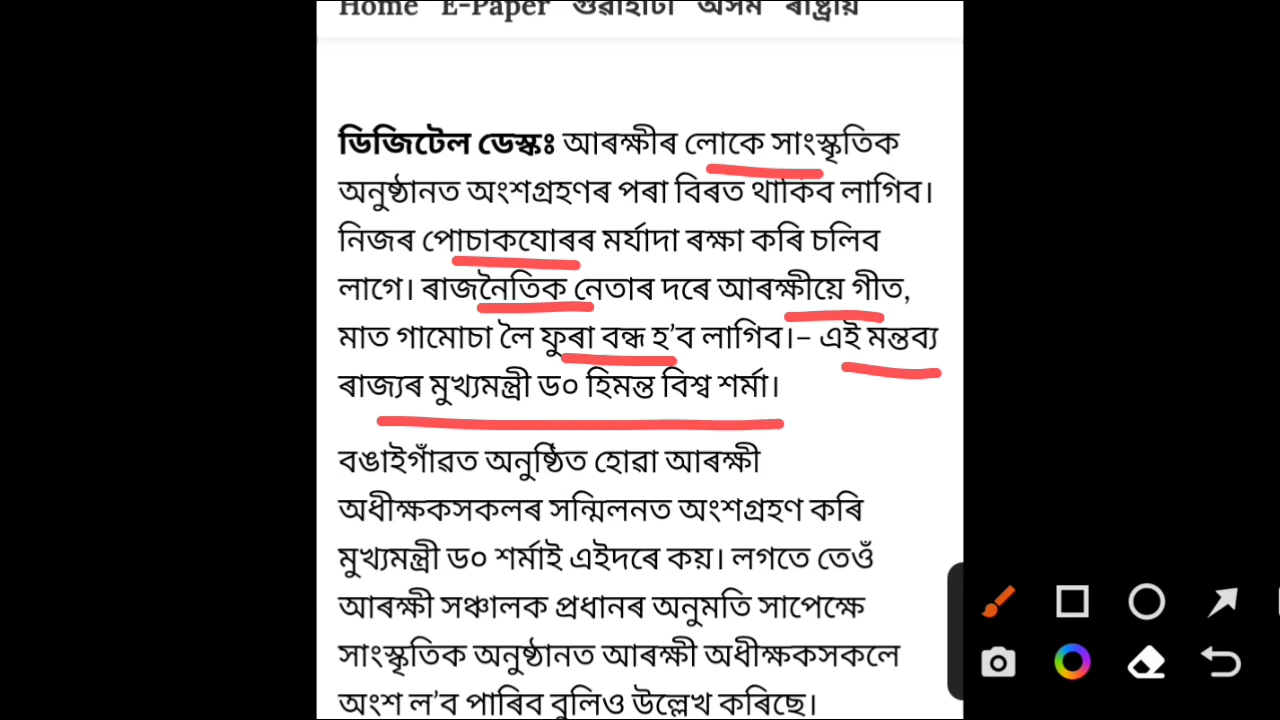 Home E-Paper গুৱাহাটী অসম ৰাষ্ট্ৰীয়
ডিজিটেল ডেস্কঃ আৰক্ষীৰ লোকে সাংস্কৃতিক
অনুষ্ঠানত অংশগ্ৰহণৰ পৰা বিৰত থাকিব লাগিব।
নিজৰ পোচাকযোৰৰ মৰ্যাদা ৰক্ষা কৰি চলিব
লাগে। ৰাজনৈতিক নেতাৰ দৰে আৰক্ষীয়ে গীত,
মাত গামোচা লৈ ফুৰা বন্ধ হ’ব লাগিব।– এই মন্তব্য
ৰাজ্যৰ মুখ্যমন্ত্ৰী ড০ হিমন্ত বিশ্ব শৰ্মা।
বঙাইগাঁৱত অনুষ্ঠিত হোৱা আৰক্ষী
অধীক্ষকসকলৰ সন্মিলনত অংশগ্ৰহণ কৰি
মুখ্যমন্ত্ৰী ড০ শৰ্মাই এইদৰে কয়। লগতে তেওঁ
আৰক্ষী সঞ্চালক প্ৰধানৰ অনুমতি সাপেক্ষে
সাংস্কৃতিক অনুষ্ঠানত আৰক্ষী অধীক্ষকসকলে
অংশ ল’ব পাৰিব বুলিও উল্লেখ কৰিছে।